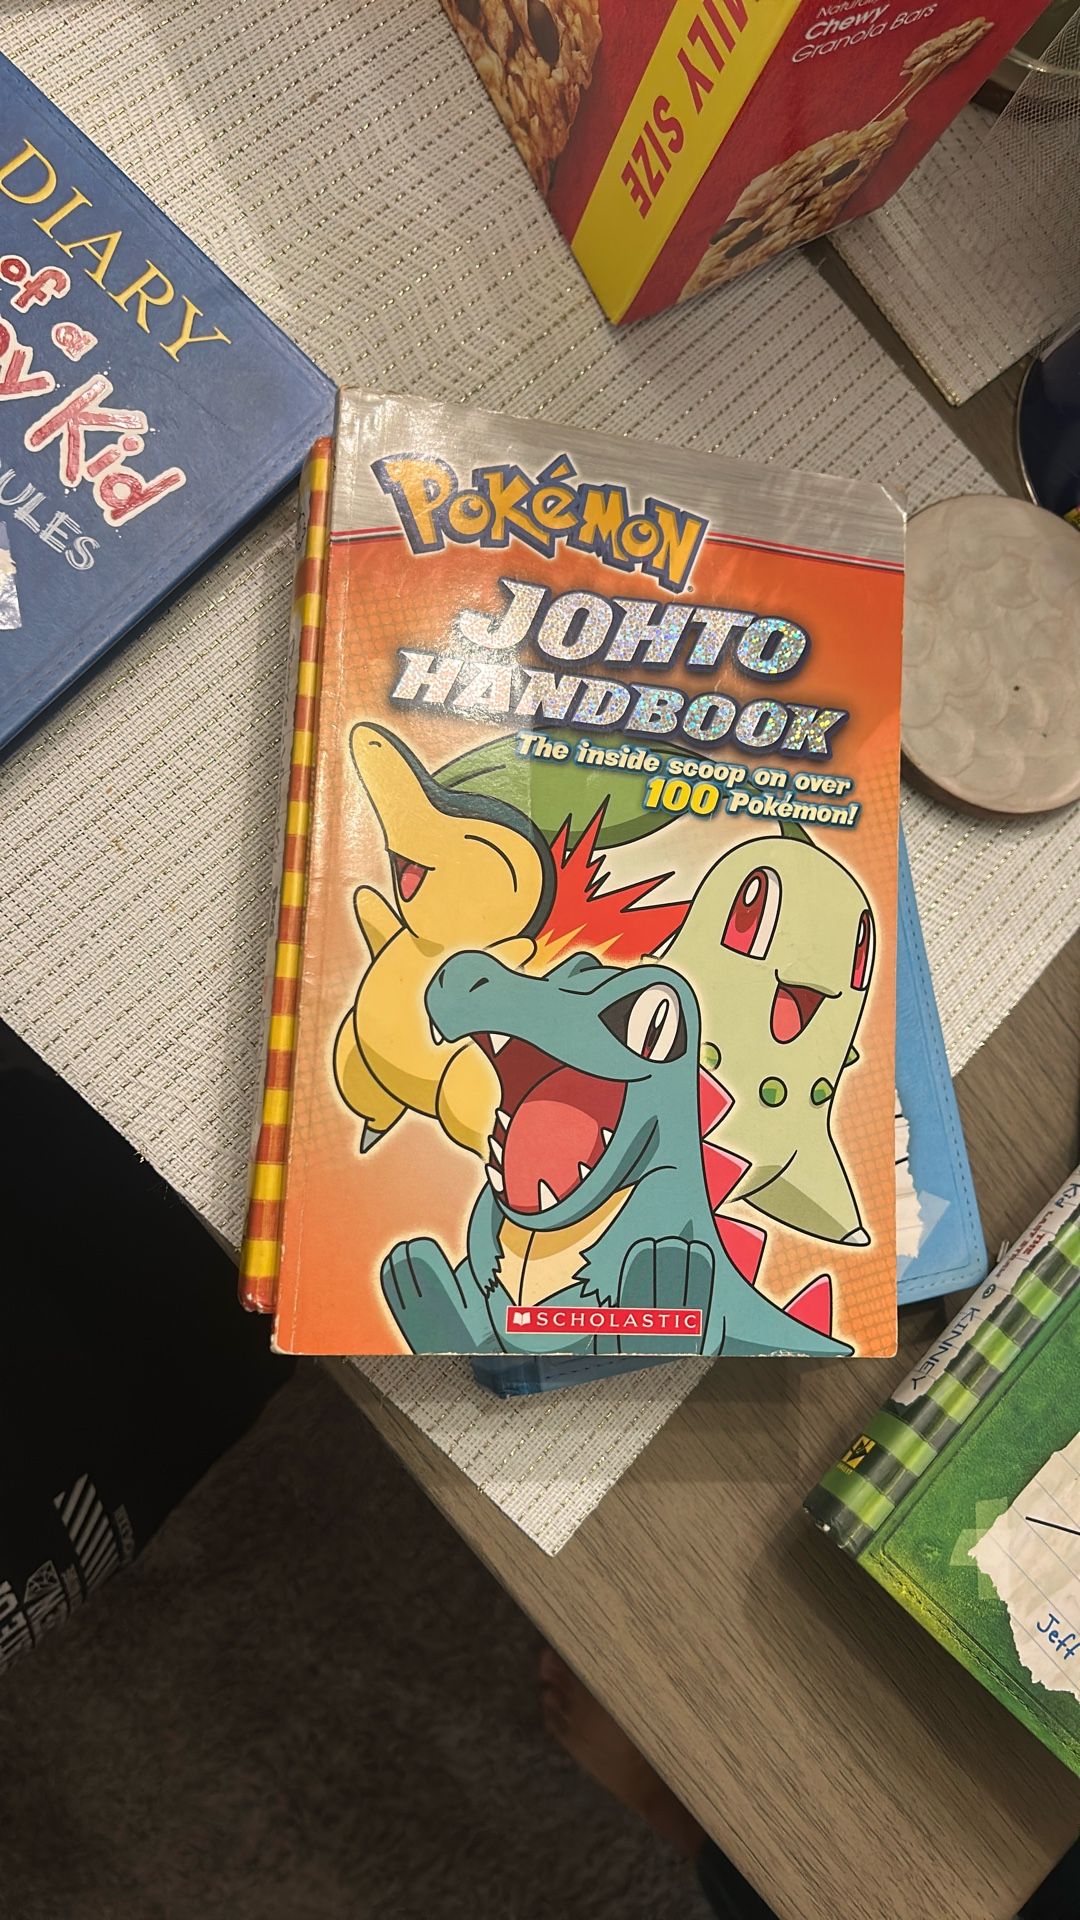 Chewy
Granola Bars
SIZE
DIARY
of a
Kid
POKéMON
JOHTO
HANDBOOK
The inside scoop on over
100 Pokémon!
SCHOLASTIC
KINNEY
Jeff